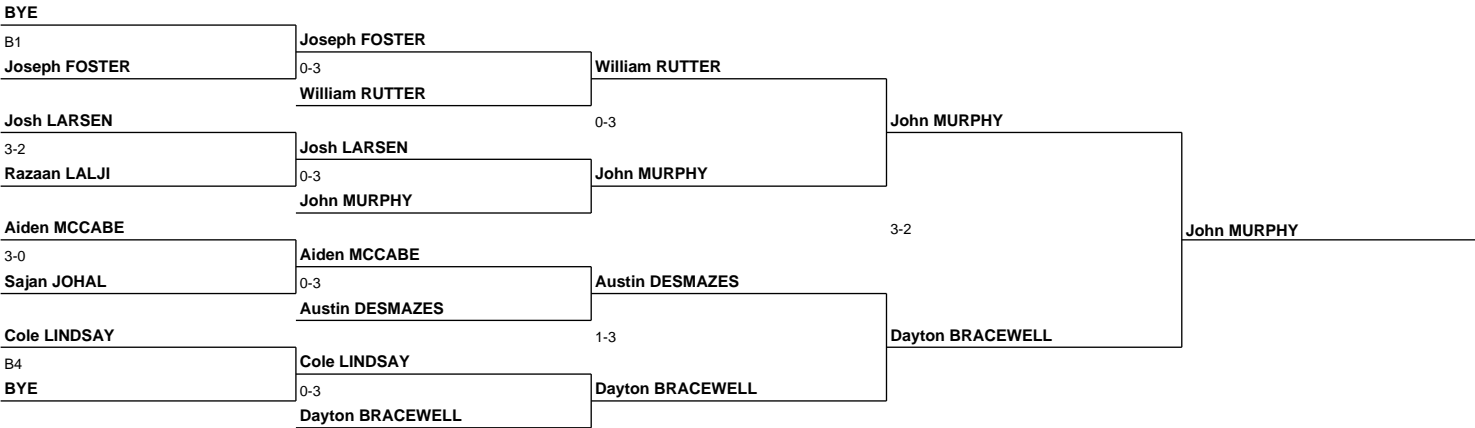 BYE
B1
Joseph FOSTER
Joseph FOSTER
0-3
William RUTTER
William RUTTER
Josh LARSEN
3-2
Razaan LALJI
Josh LARSEN
0-3
John MURPHY
0-3
John MURPHY
John MURPHY
Aiden MCCABE
3-0
Sajan JOHAL
Aiden MCCABE
0-3
Austin DESMAZES
Austin DESMAZES
3-2
John MURPHY
Cole LINDSAY
B4
BYE
Cole LINDSAY
0-3
Dayton BRACEWELL
1-3
Dayton BRACEWELL
Dayton BRACEWELL